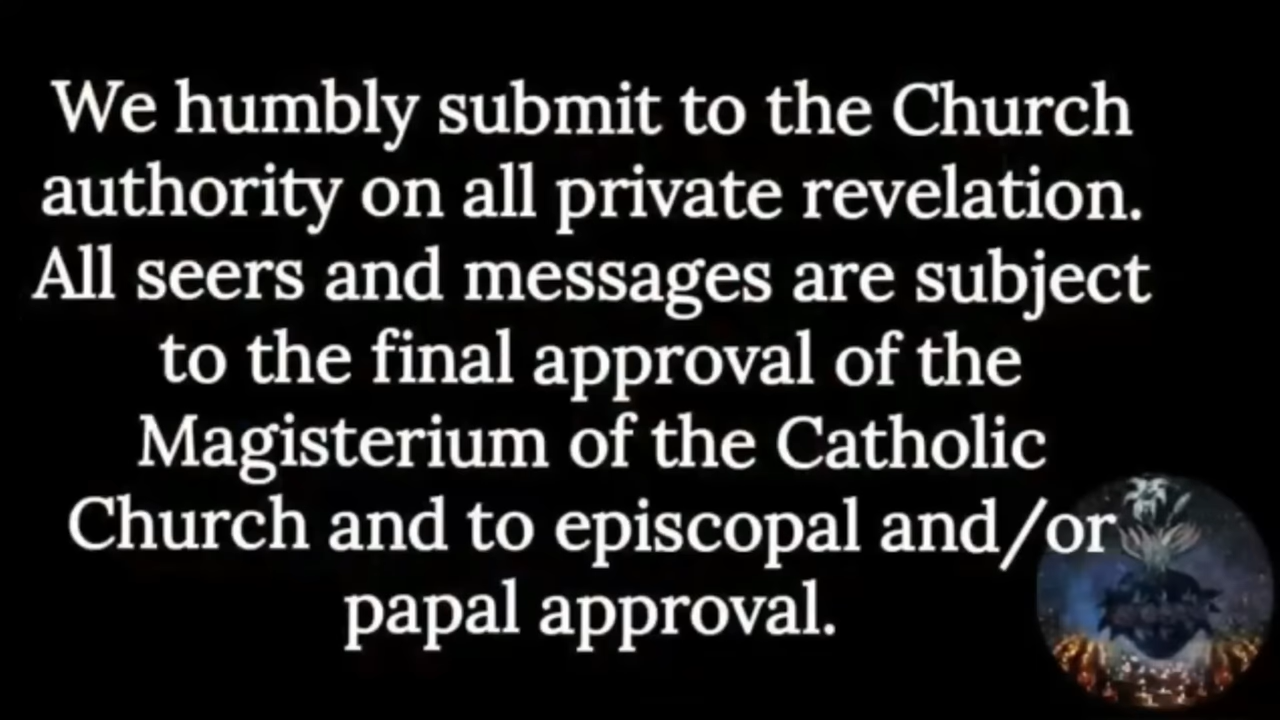 We humbly submit to the Church
authority on all private revelation.
All seers and messages are subject
to the final approval of the
Magisterium of the Catholic
Church and to episcopal and/or
papal approval.